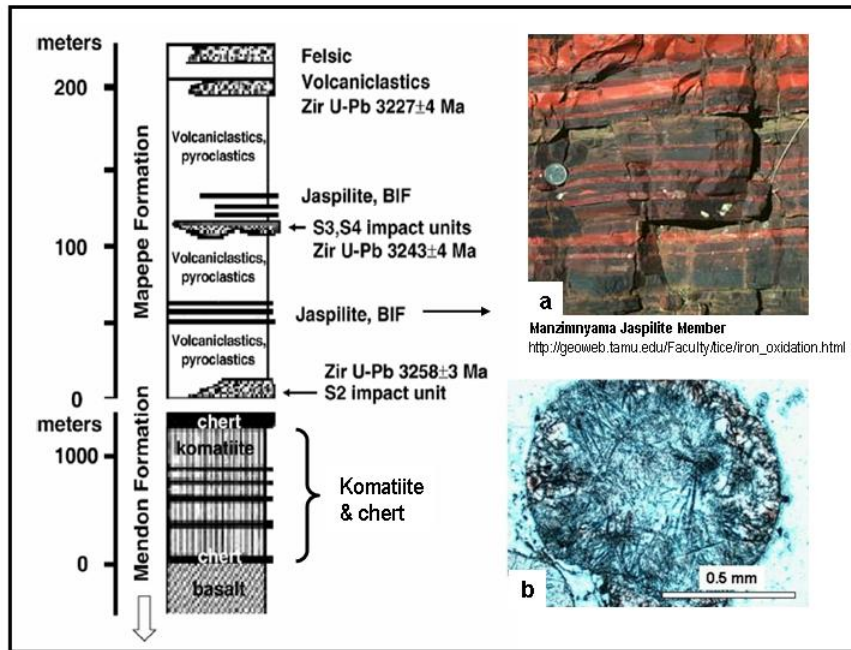 meters
200
100
0
Mapepe Formation
meters
1000
0
Mendon Formation
Volcaniclastics,
pyroclastics
Volcaniclastics,
pyroclastics
Volcaniclastics,
pyroclastics
chert
komatiite
chert
basalt
Felsic
Volcaniclastics
Zir U-Pb 3227±4 Ma
Jaspilite, BIF
S3,S4 impact units
Zir U-Pb 3243±4 Ma
Jaspilite, BIF
Zir U-Pb 3258±3 Ma
S2 impact unit
Komatiite
& chert
a
Manzimnyama Jaspilite Member
http://geoweb.tamu.edu/Faculty/tice/iron_oxidation.html
0.5 mm
b